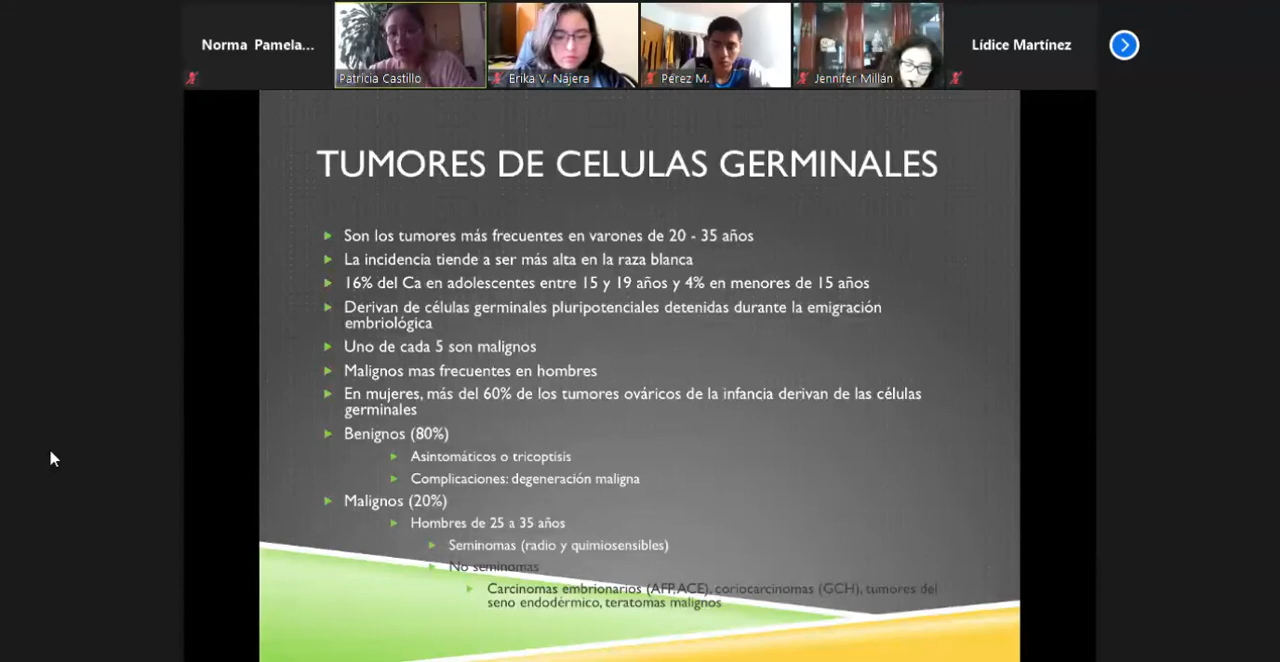 Norma Pamela...
Patricia Castillo
Erika V. Nájera
Pérez M.
Jennifer Millán
Lídice Martínez
TUMORES DE CELULAS GERMINALES
Son los tumores más frecuentes en varones de 20 - 35 años
La incidencia tiende a ser más alta en la raza blanca
16% del Ca en adolescentes entre 15 y 19 años y 4% en menores de 15 años
Derivan de células germinales pluripotenciales detenidas durante la emigración
embriológica
Uno de cada 5 son malignos
Malignos mas frecuentes en hombres
En mujeres, más del 60% de los tumores ováricos de la infancia derivan de las células
germinales
Benignos (80%)
Asintomáticos o tricoptisis
Complicaciones: degeneración maligna
Malignos (20%)
Hombres de 25 a 35 años
Seminomas (radio y quimiosensibles)
No seminomas
Carcinomas embrionarios (AFP,ACE), coriocarcinomas (GCH), tumores del
seno endodérmico, teratomas malignos